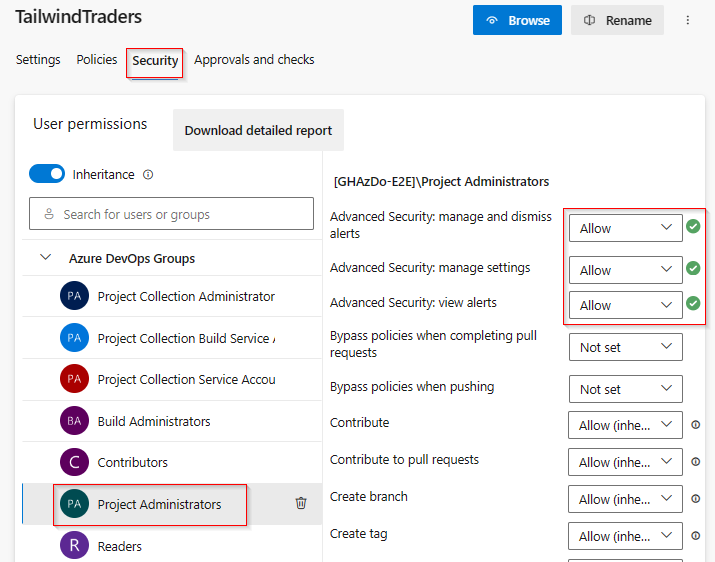 TailwindTraders
Browse
Rename
Settings Policies Security Approvals and checks
User permissions
Download detailed report
Inheritance
Search for users or groups
Azure DevOps Groups
PA Project Collection Administrator
PA Project Collection Build Service
PA Project Collection Service Accou
BA Build Administrators
C Contributors
PA Project Administrators
R Readers
[GHAzDo-E2E]\Project Administrators
Advanced Security: manage and dismiss
alerts
Allow
Advanced Security: manage settings
Allow
Advanced Security: view alerts
Allow
Bypass policies when completing pull
requests
Not set
Bypass policies when pushing
Not set
Contribute
Allow (inhe...
Contribute to pull requests
Allow (inhe...
Create branch
Allow (inhe...
Create tag
Allow (inhe...